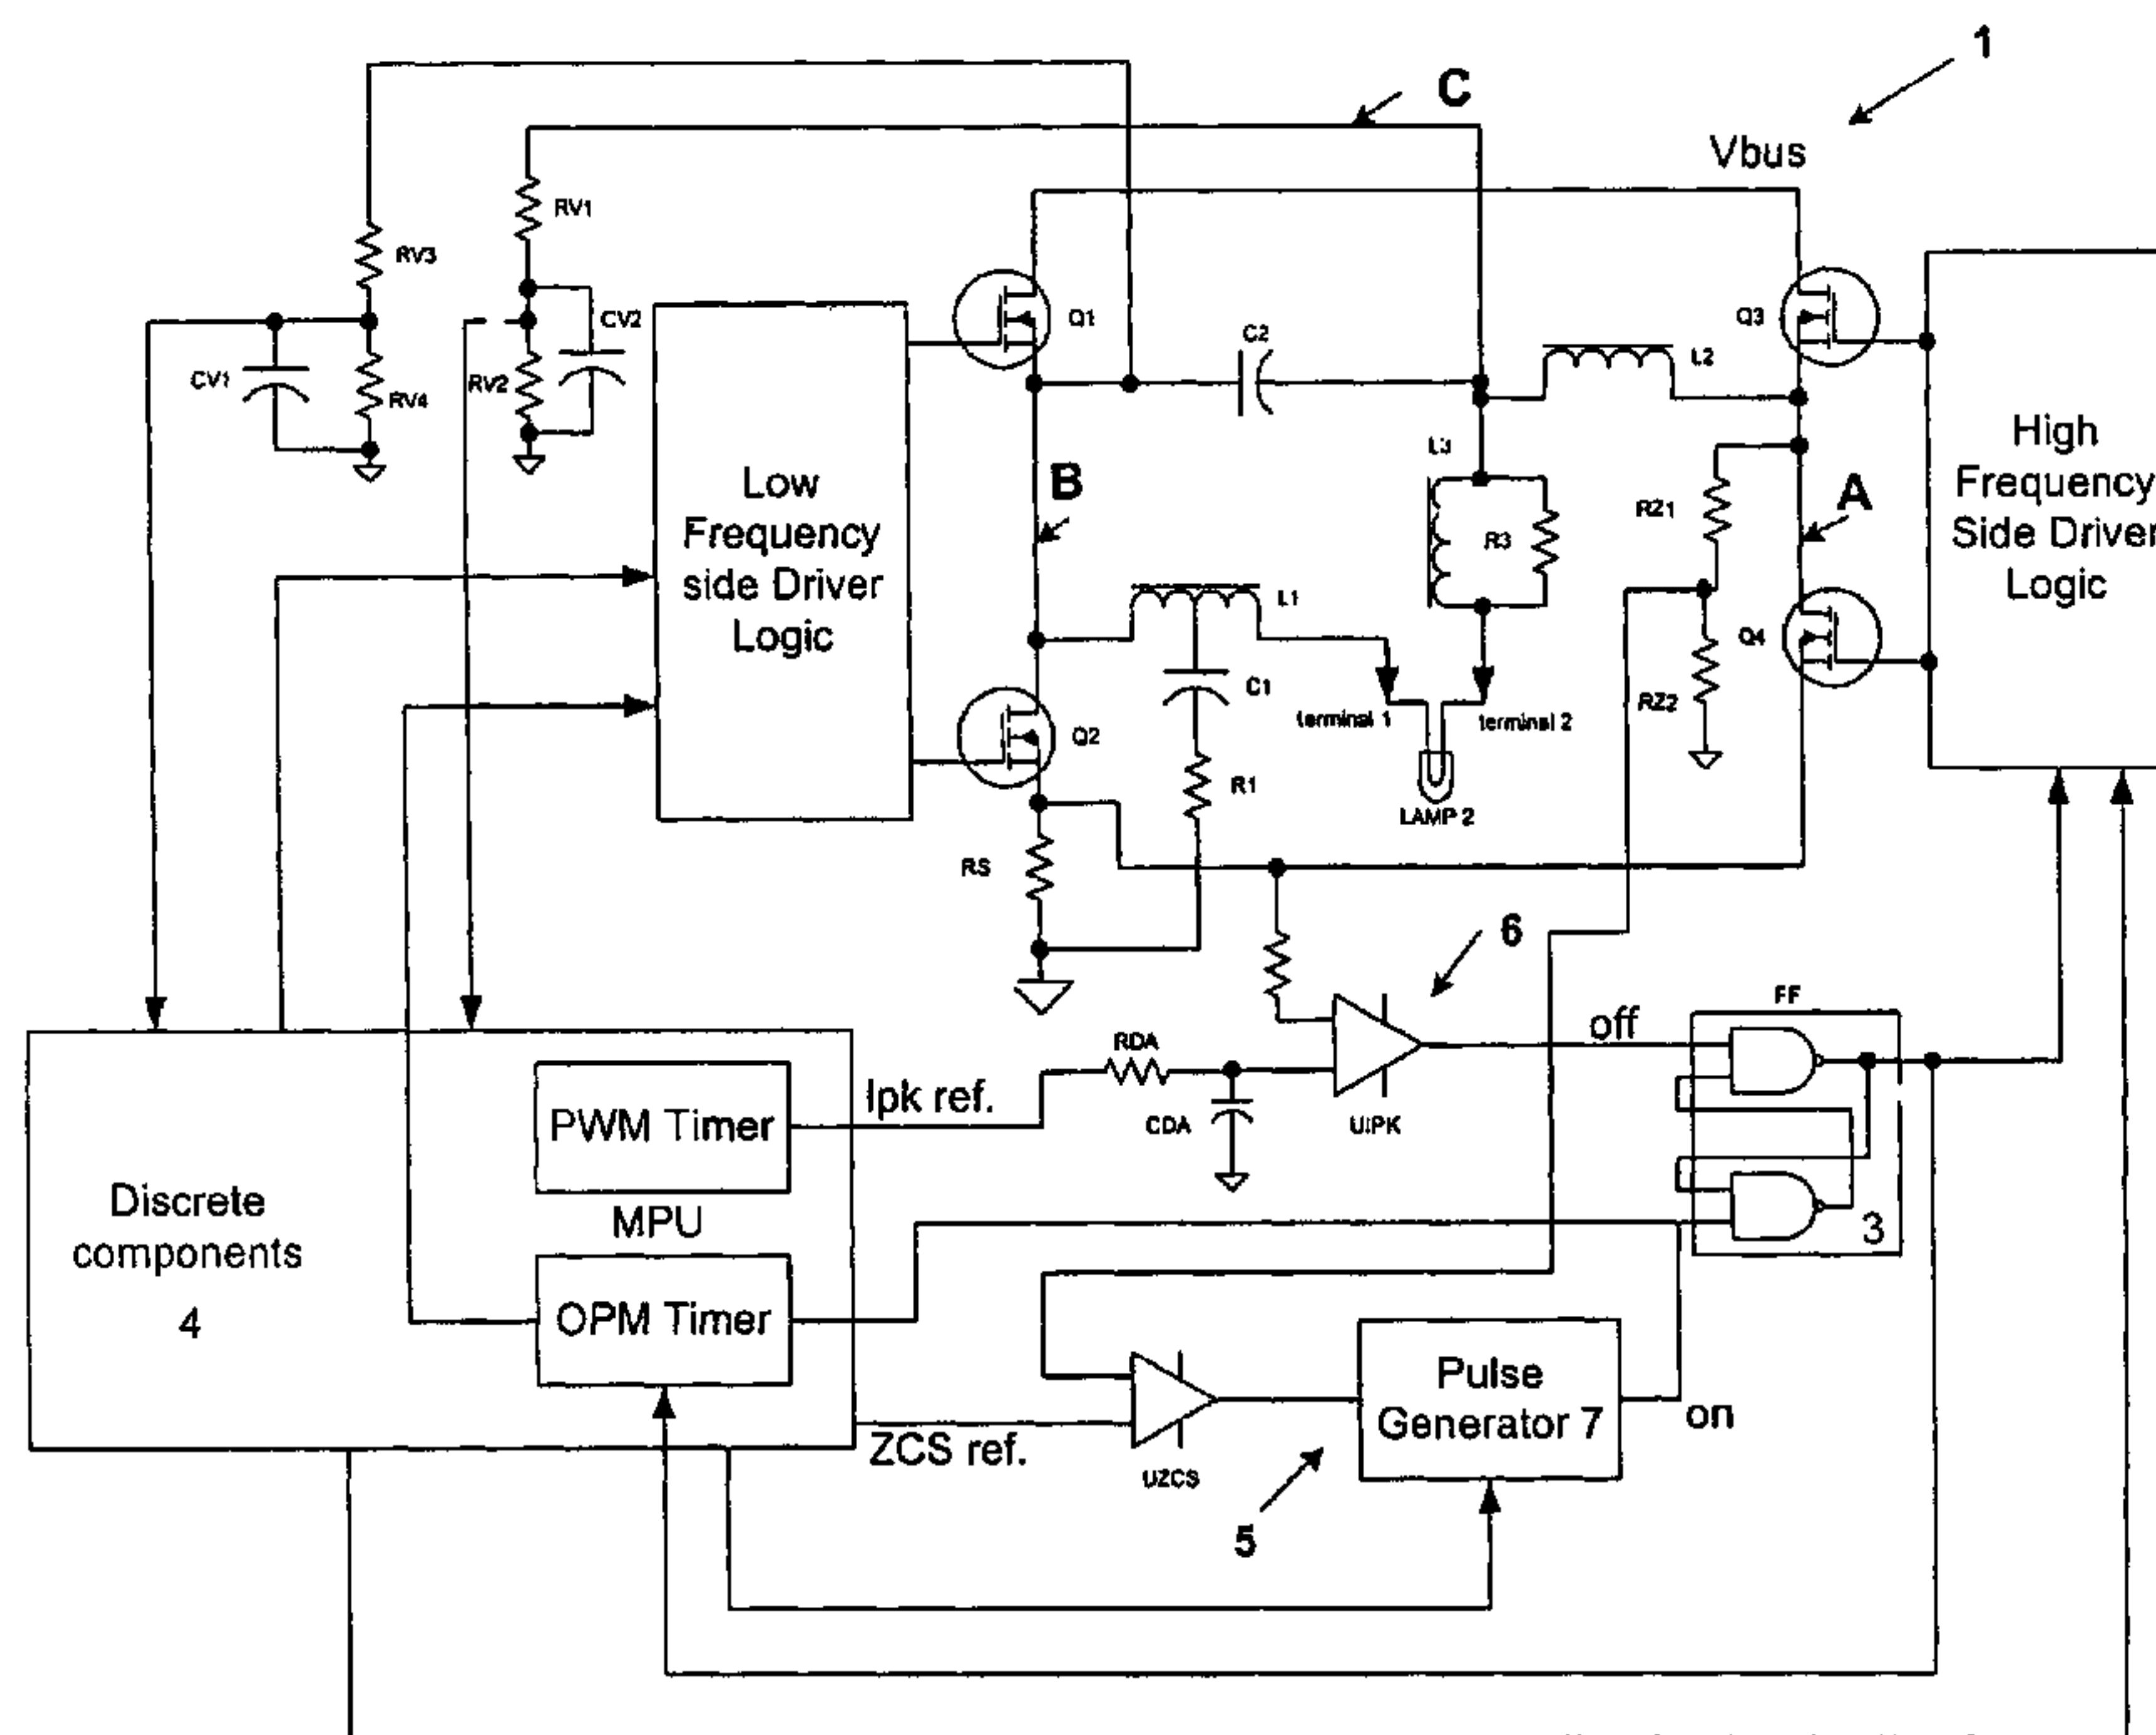 1
C
Vbus
RV1
RV3
CV2
Q1
Q3
C2
L2
CV1
RV4
RV2
High
Frequency
Side Driver
Logic
L3
B
Low
Frequency
side Driver
Logic
A
RZ1
R3
L1
Q4
C1
RZ2
terminal 1
terminal 2
Q2
R1
LAMP 2
RS
6
FF
off
RDA
Ipk ref.
PWM Timer
CDA
UIPK
Discrete
components
4
MPU
3
OPM Timer
Pulse
Generator 7
on
ZCS ref.
UZCS
5